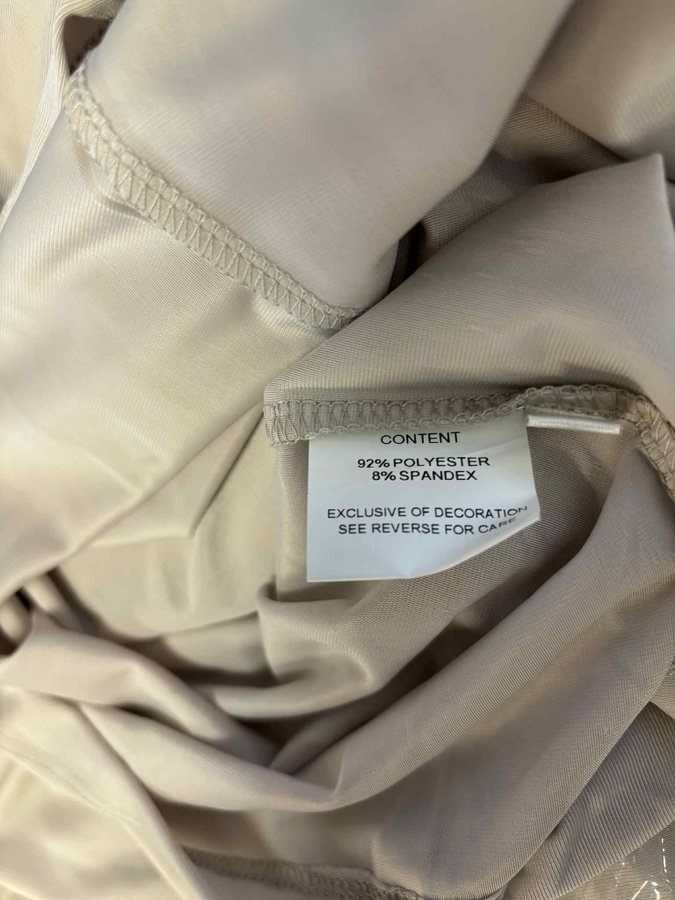 CONTENT
92% POLYESTER
8% SPANDEX
EXCLUSIVE OF DECORATION
SEE REVERSE FOR CARE